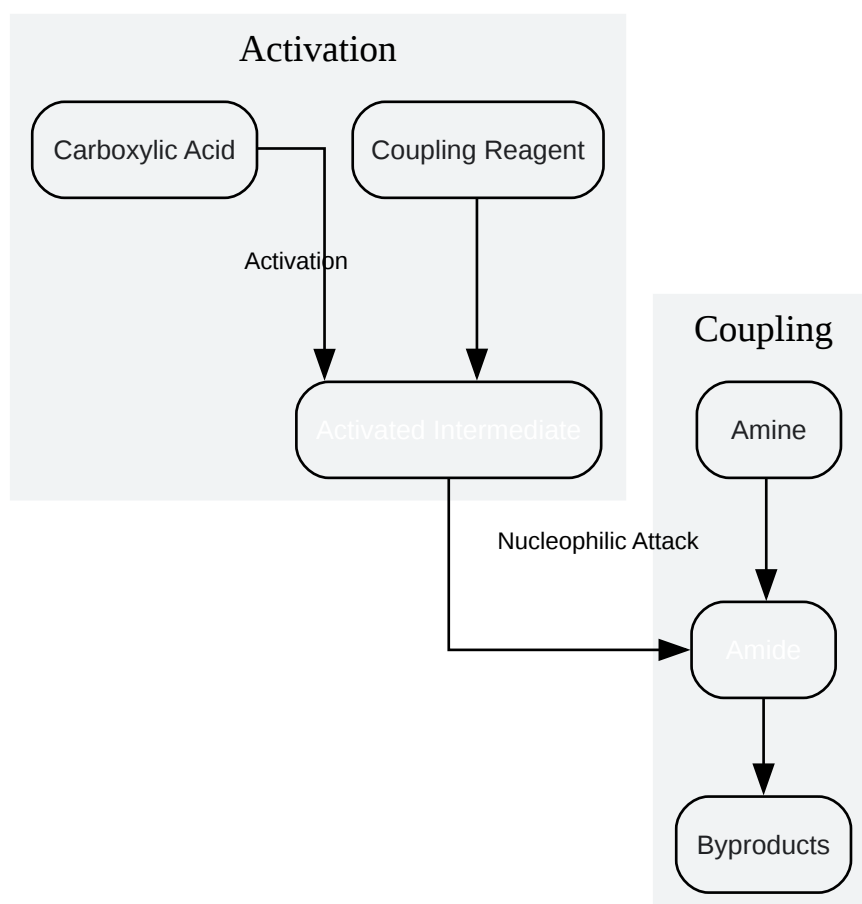 Activation
Carboxylic Acid
Coupling Reagent
Activation
Activated Intermediate
Coupling
Amine
Nucleophilic Attack
Amide
Byproducts